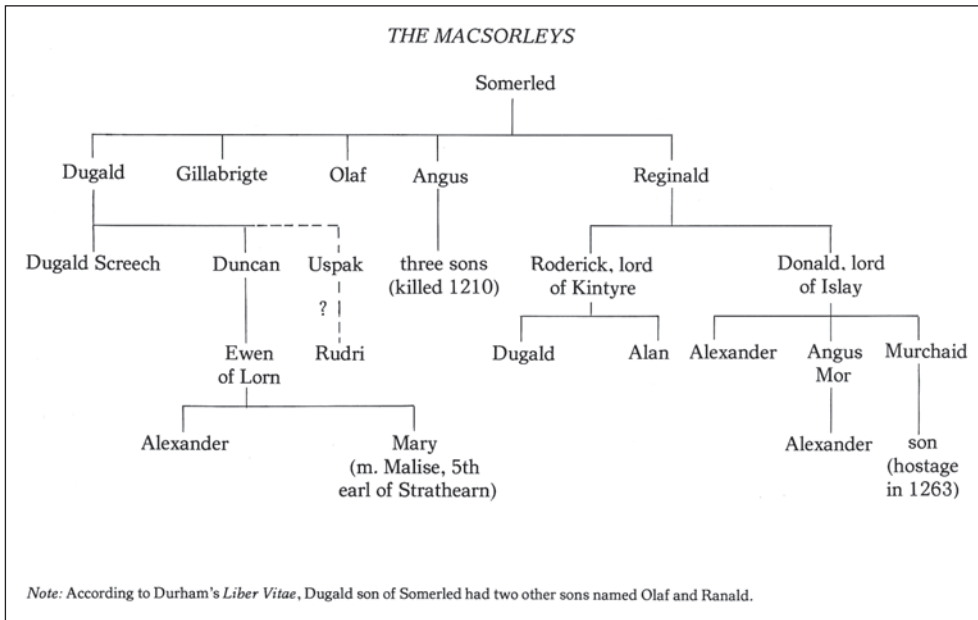 THE MACSORLEYS
Somerled
Dugald Gillabrigte Olaf Angus Reginald
Dugald Screech Duncan Uspak three sons Roderick, lord Donald, lord
(killed 1210) of Kintyre of Islay
?
Ewen Rudri Dugald Alan Alexander Angus Murchaid
of Lorn Mor
Alexander Mary Alexander son
(m. Malise, 5th (hostage
earl of Strathearn) in 1263)
Note: According to Durham's Liber Vitae, Dugald son of Somerled had two other sons named Olaf and Ranald.